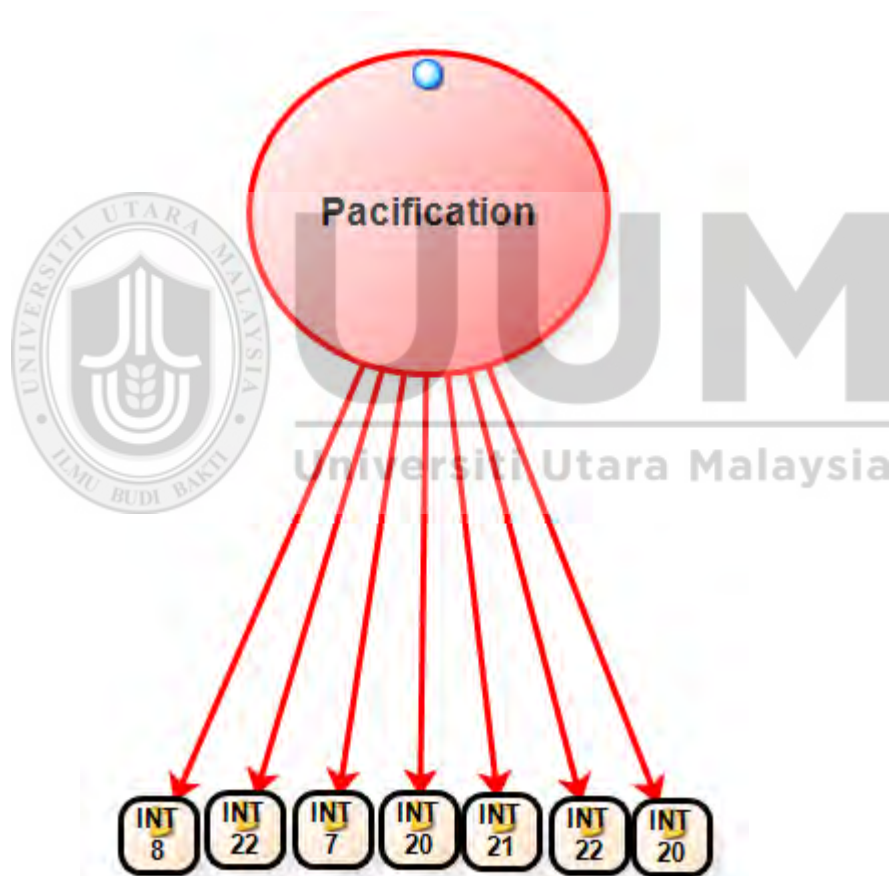 Pacification
UNIVERSITI UTARA MALAYSIA
ILMU BUDI BAKTI
UUM
Universiti Utara Malaysia
INT
8
INT
22
INT
7
INT
20
INT
21
INT
22
INT
20